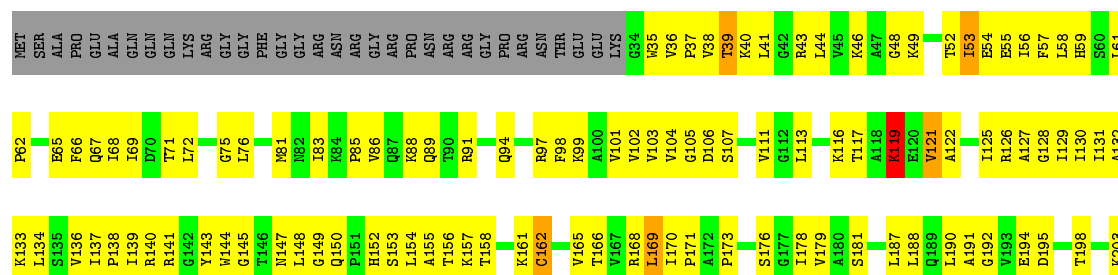 MET SER ALA PRO GLU ALA GLN GLN GLN LYS ARG GLY GLY PHE GLY GLY ARG ASN ARG GLY ARG PRO ASN ARG ARG GLY PRO ARG ASN THR GLU GLU LYS G34 W35 V36 P37 V38 T39 K40 L41 G42 R43 L44 V45 K46 A47 G48 K49 T52 I53 E54 E55 I56 F57 L58 H59 S60 I61
P62 E65 F66 Q67 I68 I69 D70 T71 L72 G75 L76 M81 N82 I83 K84 P85 V86 Q87 K88 Q89 T90 R91 Q94 R97 F98 K99 A100 V101 V102 V103 V104 G105 D106 S107 V111 G112 L113 K116 T117 A118 K119 E120 V121 A122 I125 R126 A127 G128 I129 I130 I131 A132
K133 L134 S135 V136 I137 P138 I139 R140 R141 G142 Y143 W144 G145 T146 N147 L148 G149 Q150 P151 H152 S153 L154 A155 T156 K157 T158 K161 C162 V165 T166 V167 R168 L169 I170 P171 A172 P173 S176 G177 I178 V179 A180 S181 L187 L188 Q189 L190 A191 G192 V193 E194 D195 T198 K203